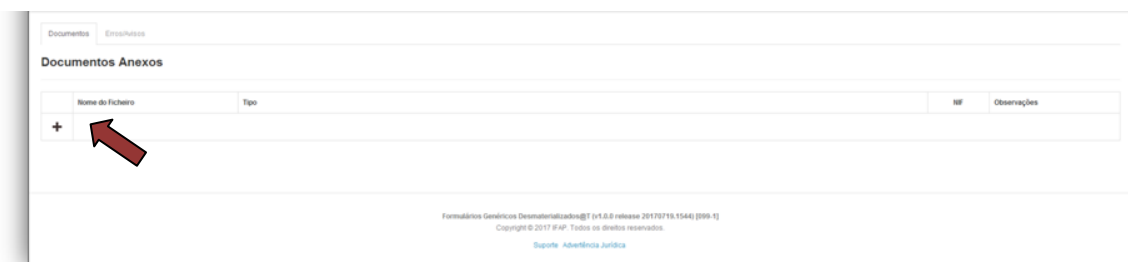 Documentos Erros/Avisos
Documentos Anexos
Nome do Ficheiro Tipo NIF Observações
+
Formulários Genéricos Desmaterializados@T (v1.0.0 release 20170719.1544) [099-1]
Copyright © 2017 IFAP. Todos os direitos reservados.
Suporte Advertência Jurídica